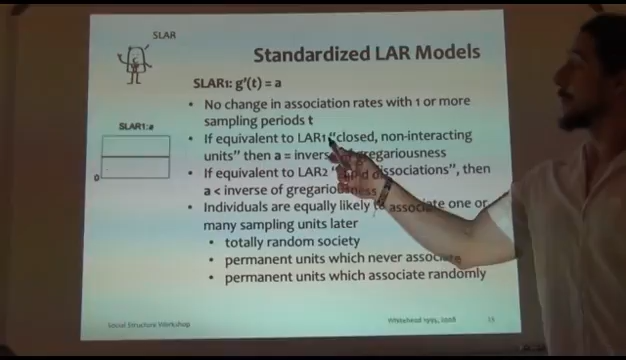 SLAR
Standardized LAR Models
SLAR1: g'(t) = a
No change in association rates with 1 or more
sampling periods t
SLAR1:a
If equivalent to LAR1 "closed, non-interacting
units" then a = inverse of gregariousness
If equivalent to LAR2 dissociations", then
0
a < inverse of gregariousness
Individuals are equally likely to associate one or
many sampling units later
totally random society
permanent units which never associate
permanent units which associate randomly
Social Structure Workshop
Whitehead 1995, 2008